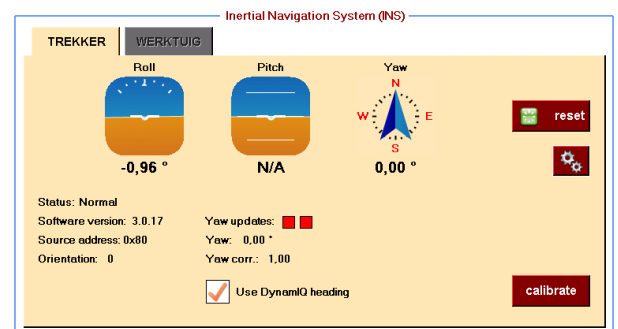 Inertial Navigation System (INS)
TREKKER WERKTUIG
Roll Pitch Yaw
N
W E
S
-0,96 ° N/A 0,00 °
reset
Status: Normal
Software version: 3.0.17 Yaw updates:
Source address: 0x80 Yaw: 0,00 °
Orientation: 0 Yaw corr.: 1,00
Use DynamIQ heading
calibrate